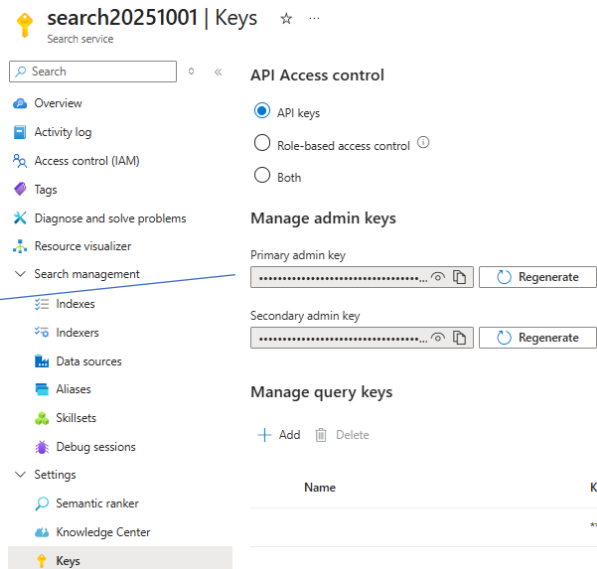 search20251001 | Keys
Search service
Search
Overview
Activity log
Access control (IAM)
Tags
Diagnose and solve problems
Resource visualizer
Search management
Indexes
Indexers
Data sources
Aliases
Skillsets
Debug sessions
Settings
Semantic ranker
Knowledge Center
Keys
API Access control
API keys
Role-based access control
Both
Manage admin keys
Primary admin key
Regenerate
Secondary admin key
Regenerate
Manage query keys
Add
Delete
Name